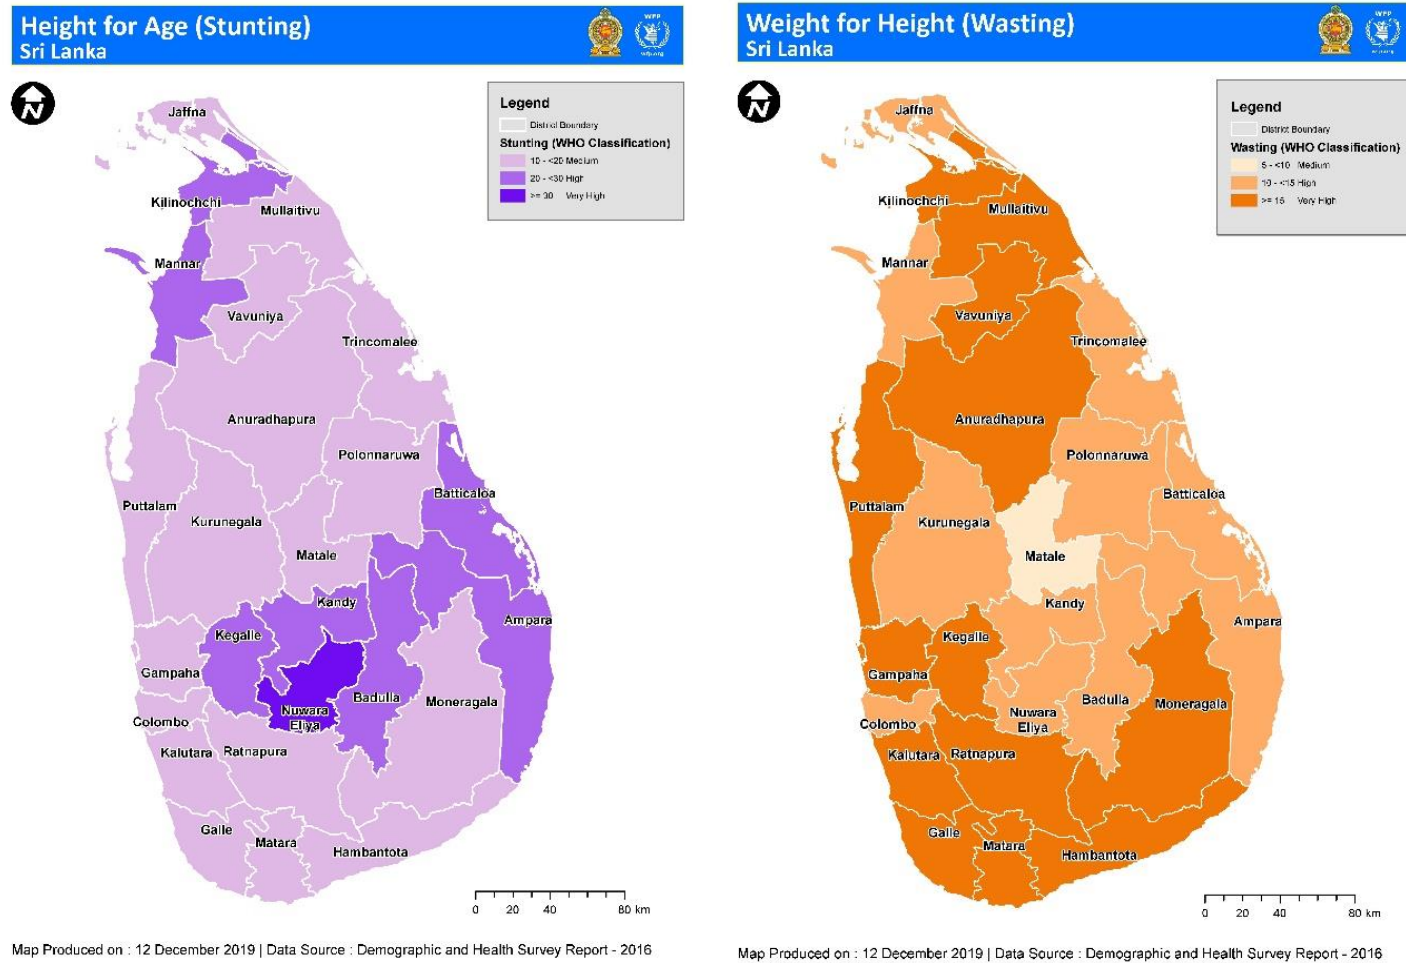 Height for Age (Stunting)
Sri Lanka
WFP
wfp.org
N
Legend
District Boundary
Stunting (WHO Classification)
10 - <20 Medium
20 - <30 High
>= 30 Very High
Jaffna
Kilinochchi
Mullaitivu
Mannar
Vavuniya
Trincomalee
Anuradhapura
Polonnaruwa
Batticaloa
Puttalam
Kurunegala
Matale
Kandy
Ampara
Kegalle
Gampaha
Badulla
Moneragala
Nuwara
Eliya
Colombo
Kalutara
Ratnapura
Galle
Matara
Hambantota
0 20 40 80 km
Map Produced on : 12 December 2019 | Data Source : Demographic and Health Survey Report - 2016
Weight for Height (Wasting)
Sri Lanka
WFP
wfp.org
N
Legend
District Boundary
Wasting (WHO Classification)
5 - <10 Medium
10 - <15 High
>= 15 Very High
Jaffna
Kilinochchi
Mullaitivu
Mannar
Vavuniya
Trincomalee
Anuradhapura
Polonnaruwa
Batticaloa
Puttalam
Kurunegala
Matale
Kandy
Ampara
Kegalle
Gampaha
Badulla
Moneragala
Nuwara
Eliya
Colombo
Kalutara
Ratnapura
Galle
Matara
Hambantota
0 20 40 80 km
Map Produced on : 12 December 2019 | Data Source : Demographic and Health Survey Report - 2016